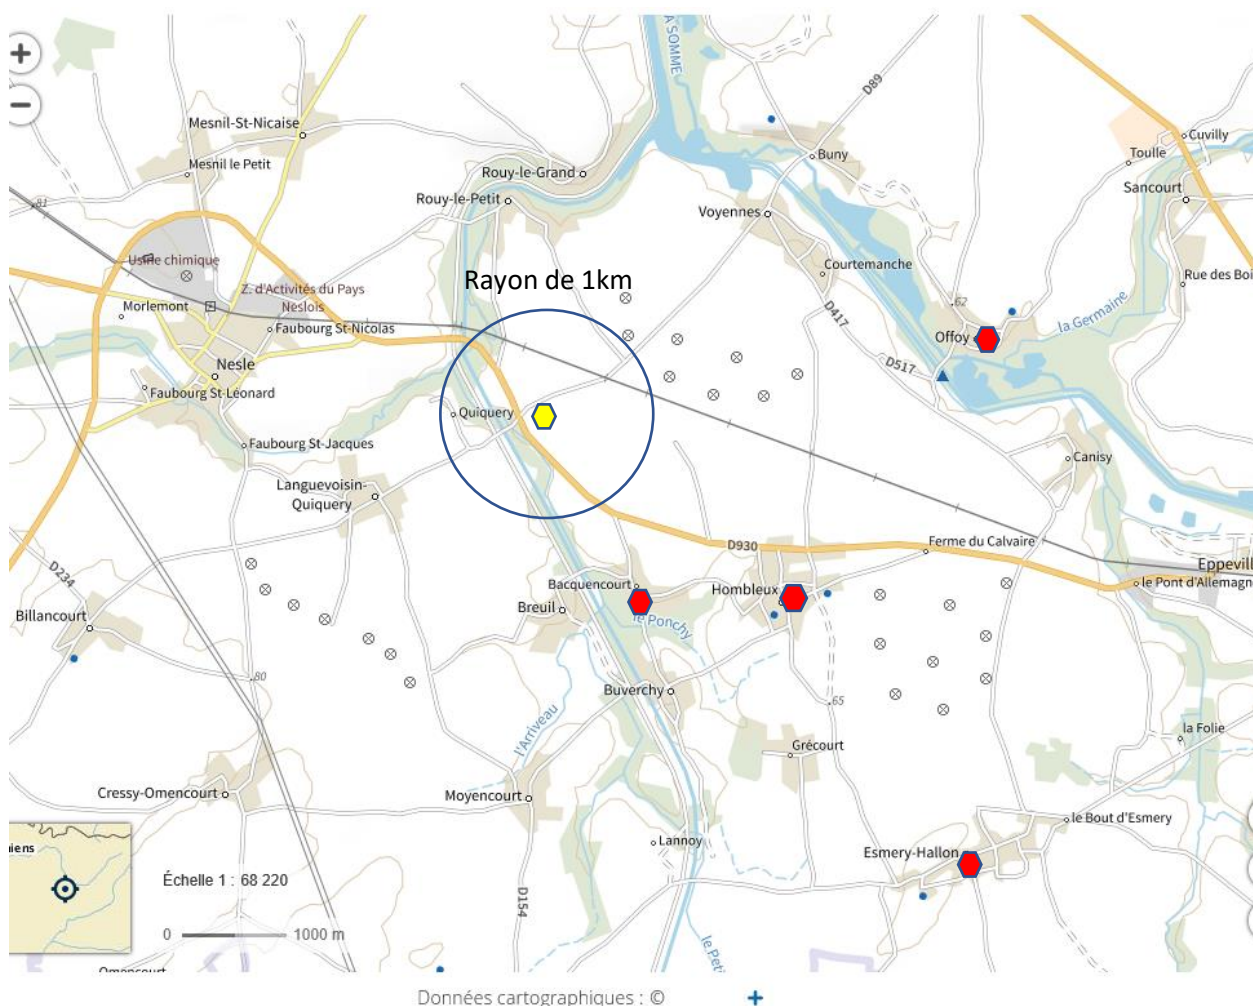 A SOMME
D89
Mesnil-St-Nicaise
Cuvilly
Mesnil le Petit
Buny
Toulle
Rouy-le-Grand
Sancourt
Rouy-le-Petit
81
Voyennes
Usine chimique
Courtemanche
Rue des Boi
Rayon de 1km
Z. d'Activités du Pays
Neslois
Morlemont
62
la Germaine
D417
Faubourg St-Nicolas
Offoy
Nesle
D517
Faubourg St-Léonard
Quiquery
Faubourg St-Jacques
Canisy
Languevoisin-
Quiquery
D930
Ferme du Calvaire
Eppevill
D234
Bacquencourt
Hombleux
le Pont d'Allemagn
Billancourt
Breuil
le Ponchy
80
Buverchy
65
l'Arriveau
la Folie
Grécourt
Cressy-Omencourt
Moyencourt
le Bout d'Esmery
Lannoy
Esmery-Hallon
iens
Échelle 1 : 68 220
D154
0
1000 m
le Peti
Omencourt
Données cartographiques : ©